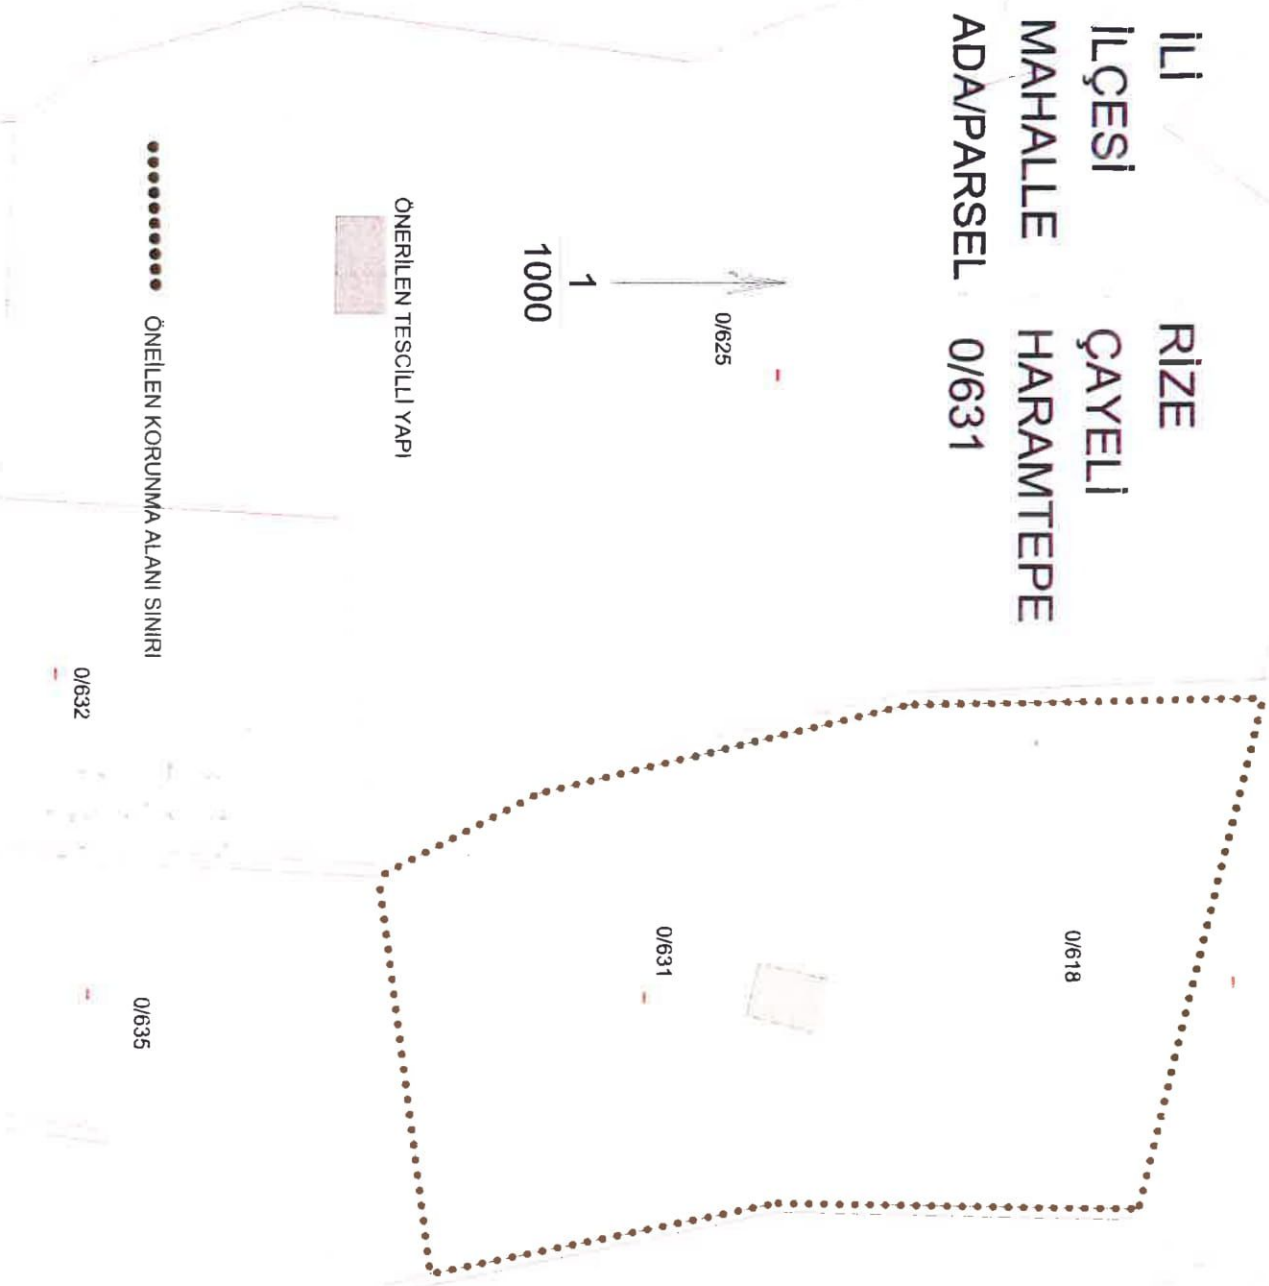 İLİ RİZE
İLÇESİ ÇAYELİ
MAHALLE HARAMTEPE
ADA/PARSEL 0/631
0/618
0/625
0/631
1
1000
ÖNERİLEN TESCİLLİ YAPI
ÖNEİLEN KORUNMA ALANI SINIRI
0/635
0/632